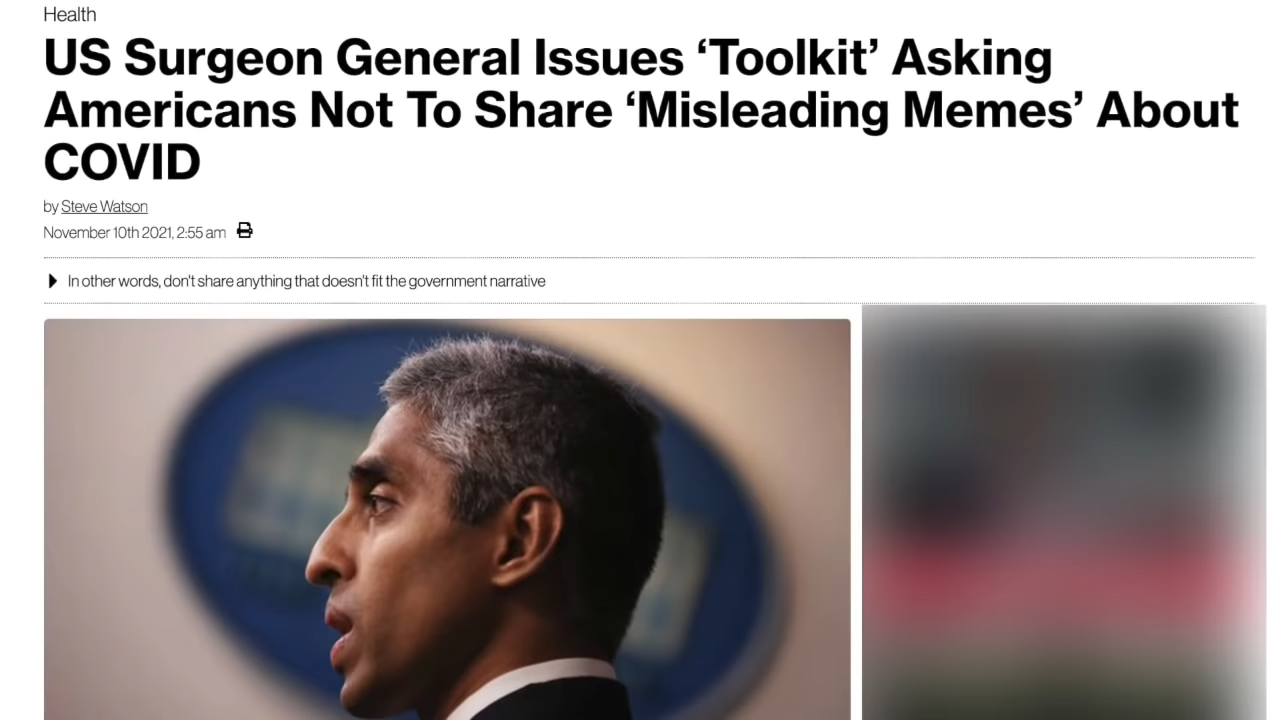 Health
US Surgeon General Issues ‘Toolkit’ Asking
Americans Not To Share ‘Misleading Memes’ About
COVID
by Steve Watson
November 10th 2021, 2:55 am
In other words, don't share anything that doesn't fit the government narrative